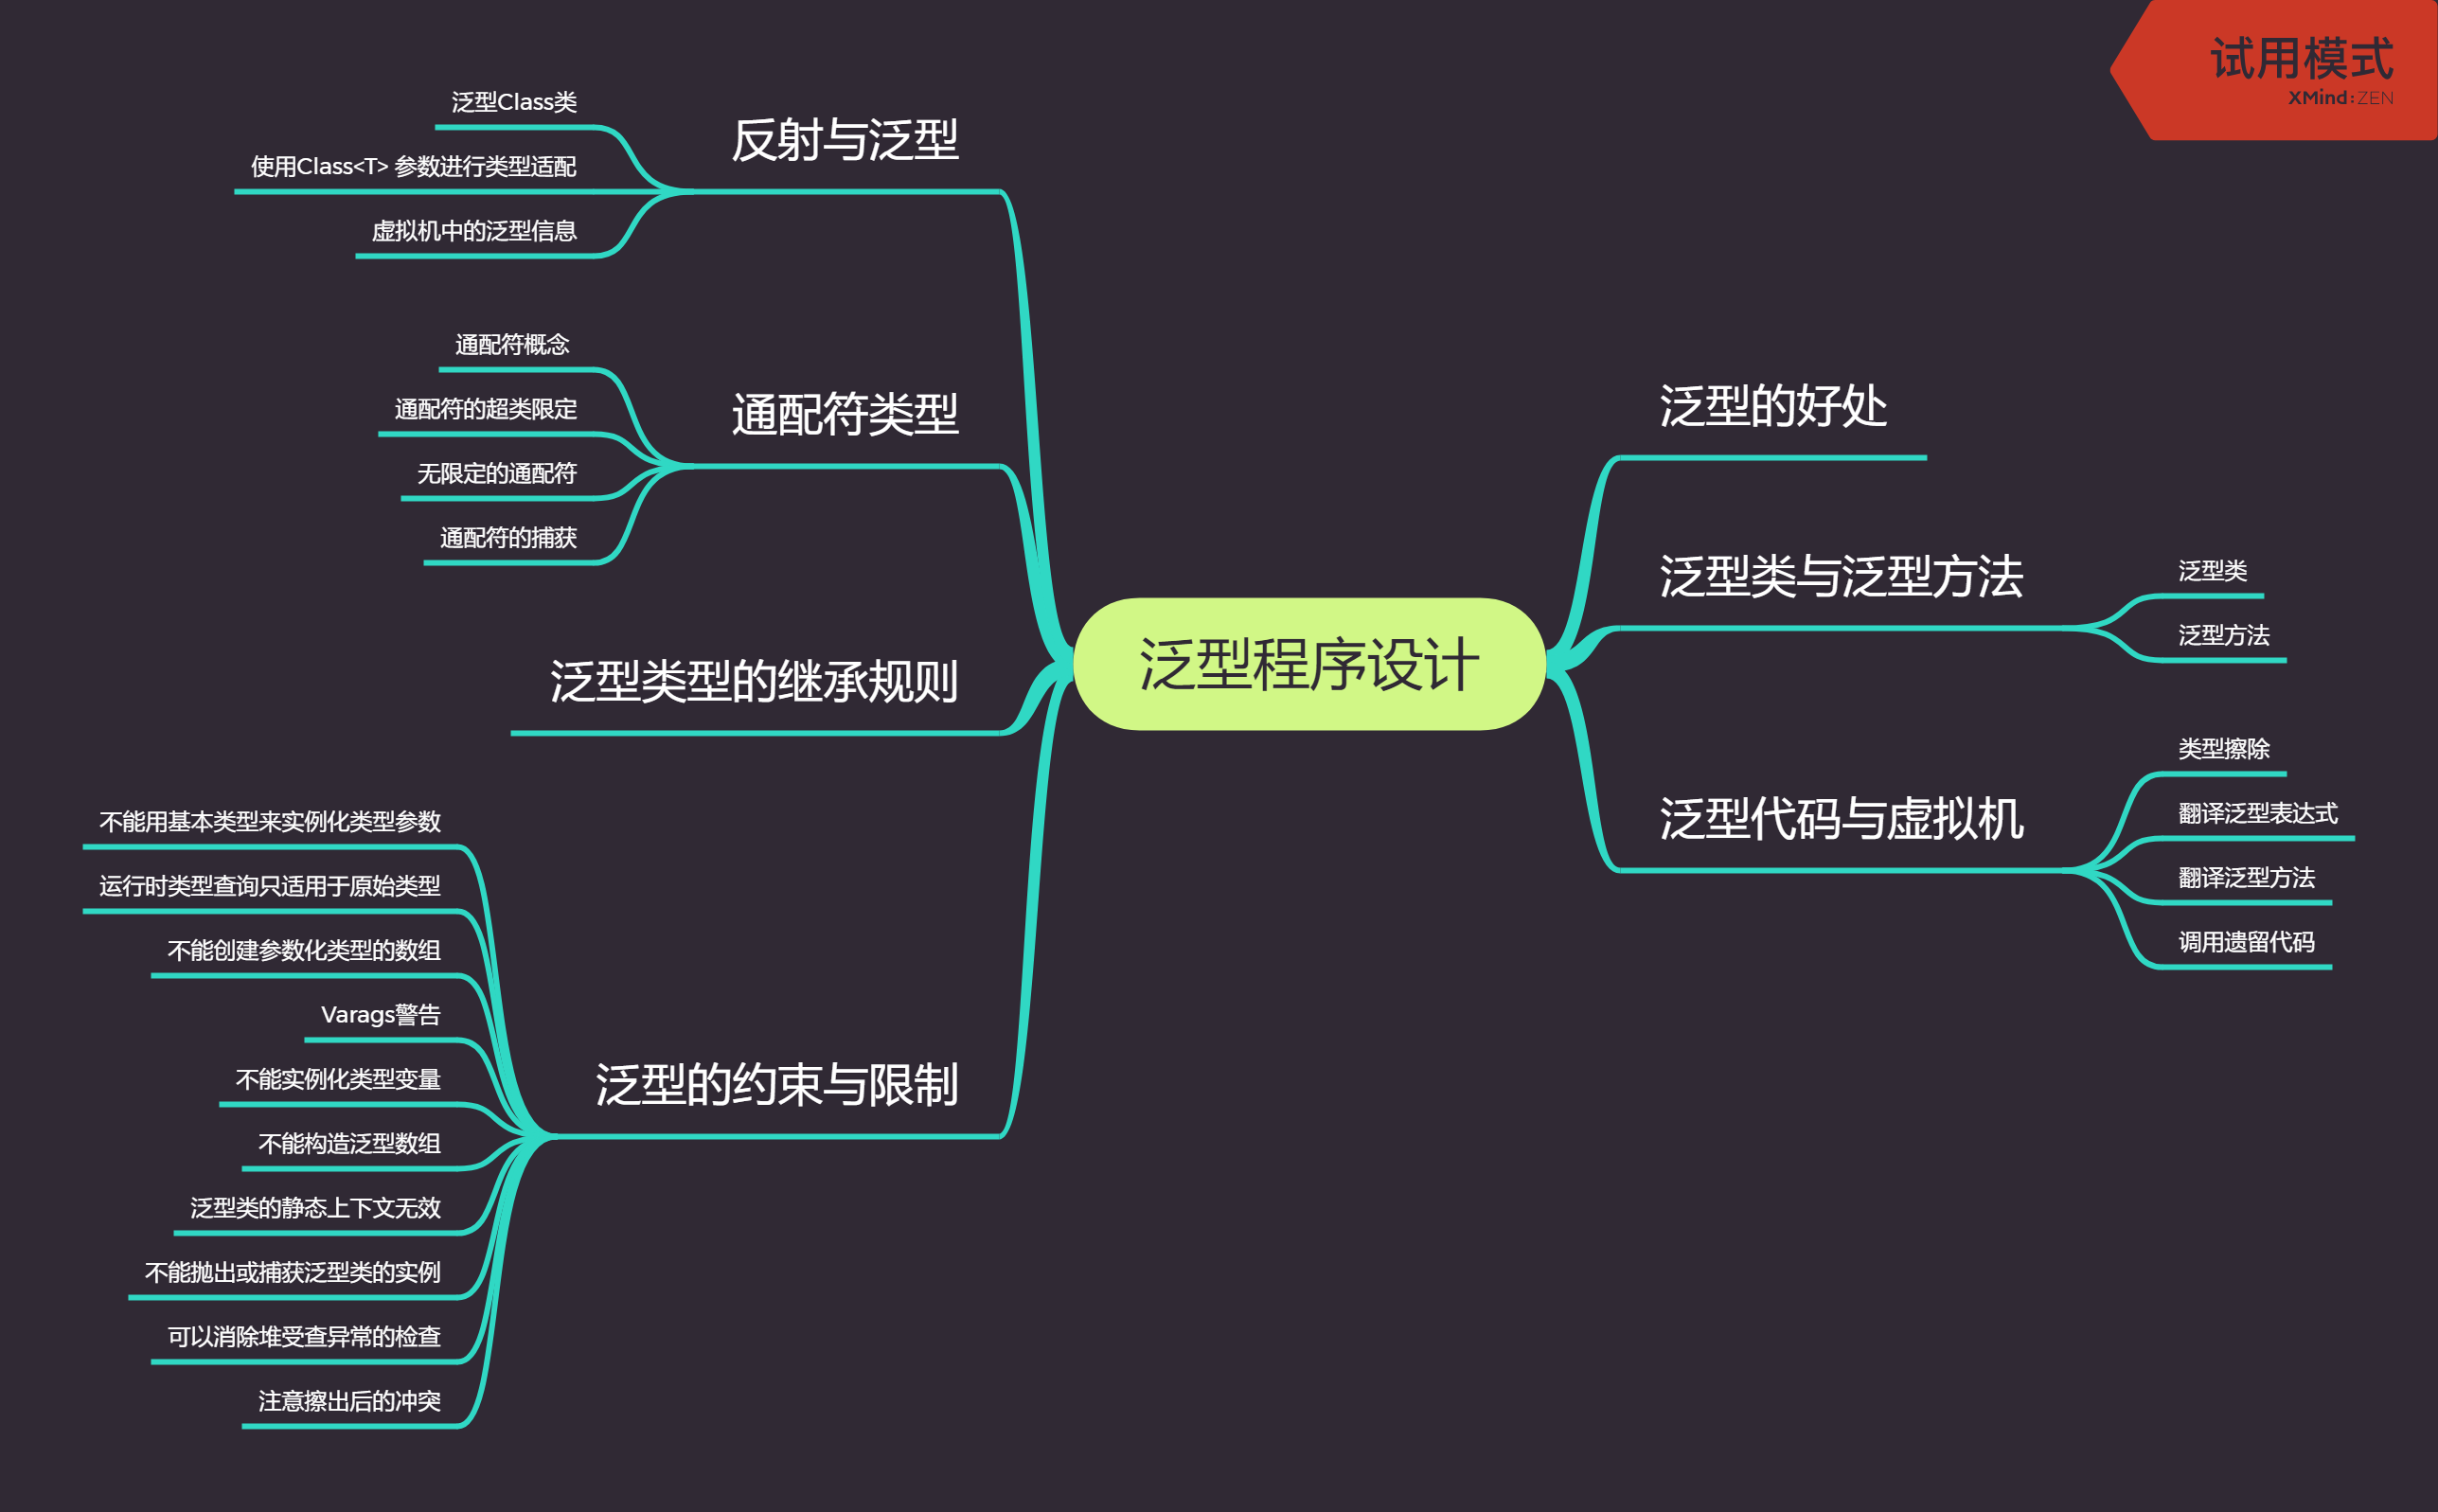 试用模式
XMind:ZEN
泛型程序设计
泛型的好处
泛型类与泛型方法
泛型类
泛型方法
泛型代码与虚拟机
类型擦除
翻译泛型表达式
翻译泛型方法
调用遗留代码
反射与泛型
泛型Class类
使用Class<T> 参数进行类型适配
虚拟机中的泛型信息
通配符类型
通配符概念
通配符的超类限定
无限定的通配符
通配符的捕获
泛型类型的继承规则
泛型的约束与限制
不能用基本类型来实例化类型参数
运行时类型查询只适用于原始类型
不能创建参数化类型的数组
Varags警告
不能实例化类型变量
不能构造泛型数组
泛型类的静态上下文无效
不能抛出或捕获泛型类的实例
可以消除堆受查异常的检查
注意擦出后的冲突